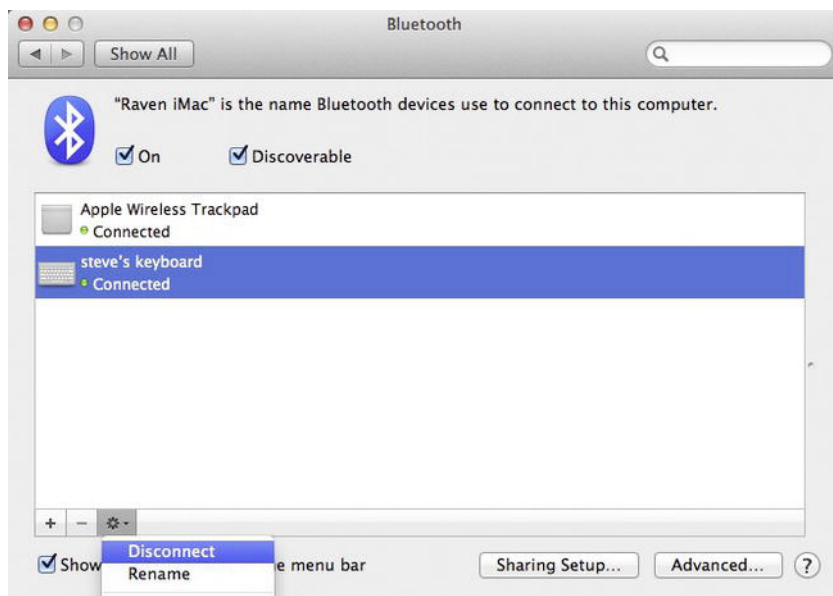 Bluetooth
Show All
“Raven iMac” is the name Bluetooth devices use to connect to this computer.
On Discoverable
Apple Wireless Trackpad
Connected
steve's keyboard
Connected
+ −
Disconnect
Rename
Show e menu bar Sharing Setup... Advanced... ?